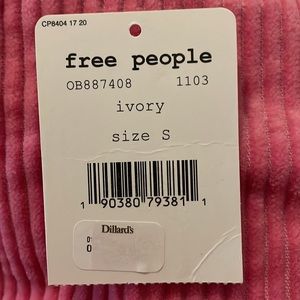 CP8404 17 20
free people
OB887408 1103
ivory
size S
1 90380 79381 1
Dillard's